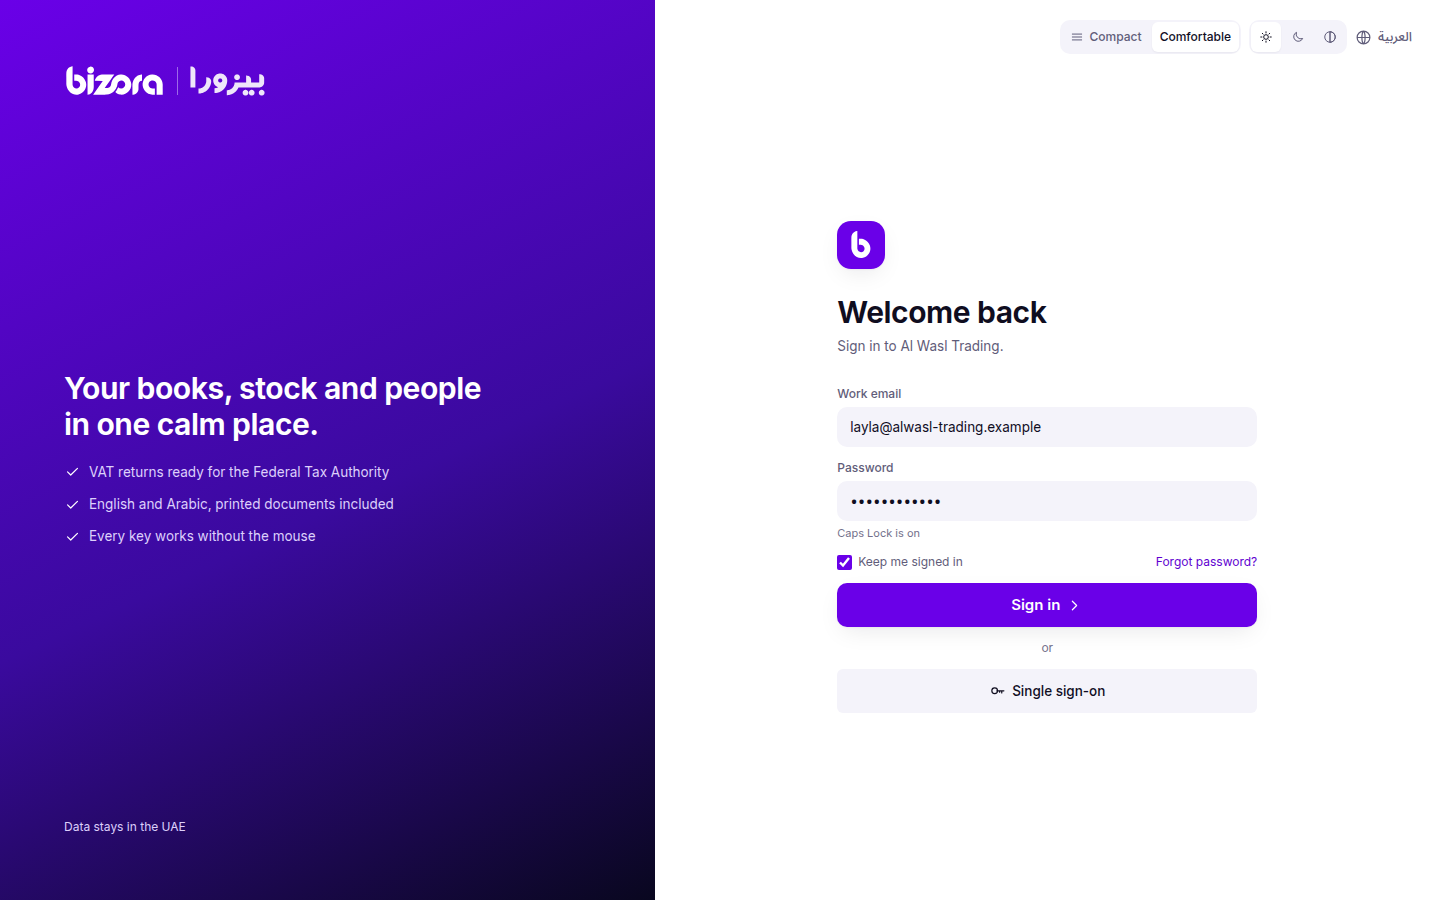 bizora | بيزورا
Your books, stock and people
in one calm place.
VAT returns ready for the Federal Tax Authority
English and Arabic, printed documents included
Every key works without the mouse
Data stays in the UAE
Compact
Comfortable
العربية
b
Welcome back
Sign in to Al Wasl Trading.
Work email
layla@alwasl-trading.example
Password
••••••••••••
Caps Lock is on
Keep me signed in
Forgot password?
Sign in
or
Single sign-on